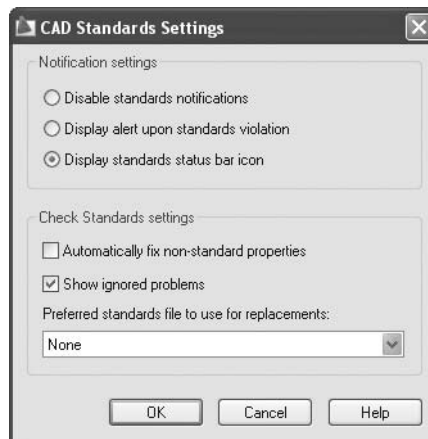 CAD Standards Settings
Notification settings
Disable standards notifications
Display alert upon standards violation
Display standards status bar icon
Check Standards settings
Automatically fix non-standard properties
Show ignored problems
Preferred standards file to use for replacements:
None
OK Cancel Help